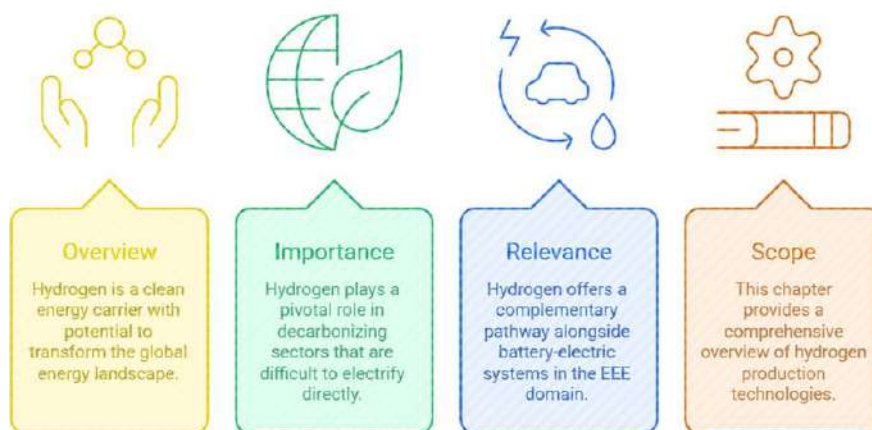 Overview
Hydrogen is a clean
energy carrier with
potential to
transform the global
energy landscape.
Importance
Hydrogen plays a
pivotal role in
decarbonizing
sectors that are
difficult to electrify
directly.
Relevance
Hydrogen offers a
complementary
pathway alongside
battery-electric
systems in the EEE
domain.
Scope
This chapter
provides a
comprehensive
overview of hydrogen
production
technologies.